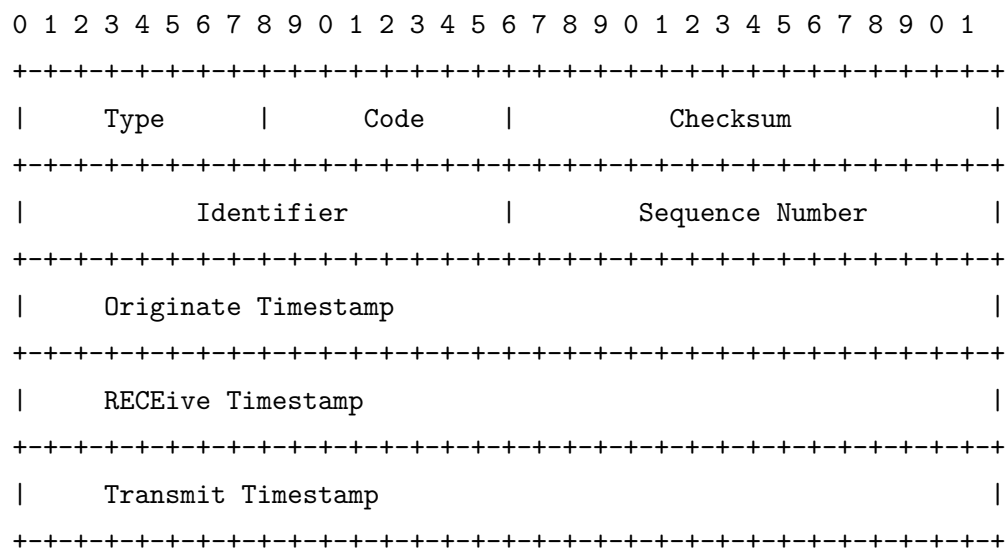 0 1 2 3 4 5 6 7 8 9 0 1 2 3 4 5 6 7 8 9 0 1 2 3 4 5 6 7 8 9 0 1
+-+-+-+-+-+-+-+-+-+-+-+-+-+-+-+-+-+-+-+-+-+-+-+-+-+-+-+-+-+-+-+-+
|     Type      |      Code     |          Checksum             |
+-+-+-+-+-+-+-+-+-+-+-+-+-+-+-+-+-+-+-+-+-+-+-+-+-+-+-+-+-+-+-+-+
|           Identifier          |        Sequence Number        |
+-+-+-+-+-+-+-+-+-+-+-+-+-+-+-+-+-+-+-+-+-+-+-+-+-+-+-+-+-+-+-+-+
|     Originate Timestamp                                       |
+-+-+-+-+-+-+-+-+-+-+-+-+-+-+-+-+-+-+-+-+-+-+-+-+-+-+-+-+-+-+-+-+
|     RECEive Timestamp                                         |
+-+-+-+-+-+-+-+-+-+-+-+-+-+-+-+-+-+-+-+-+-+-+-+-+-+-+-+-+-+-+-+-+
|     Transmit Timestamp                                        |
+-+-+-+-+-+-+-+-+-+-+-+-+-+-+-+-+-+-+-+-+-+-+-+-+-+-+-+-+-+-+-+-+